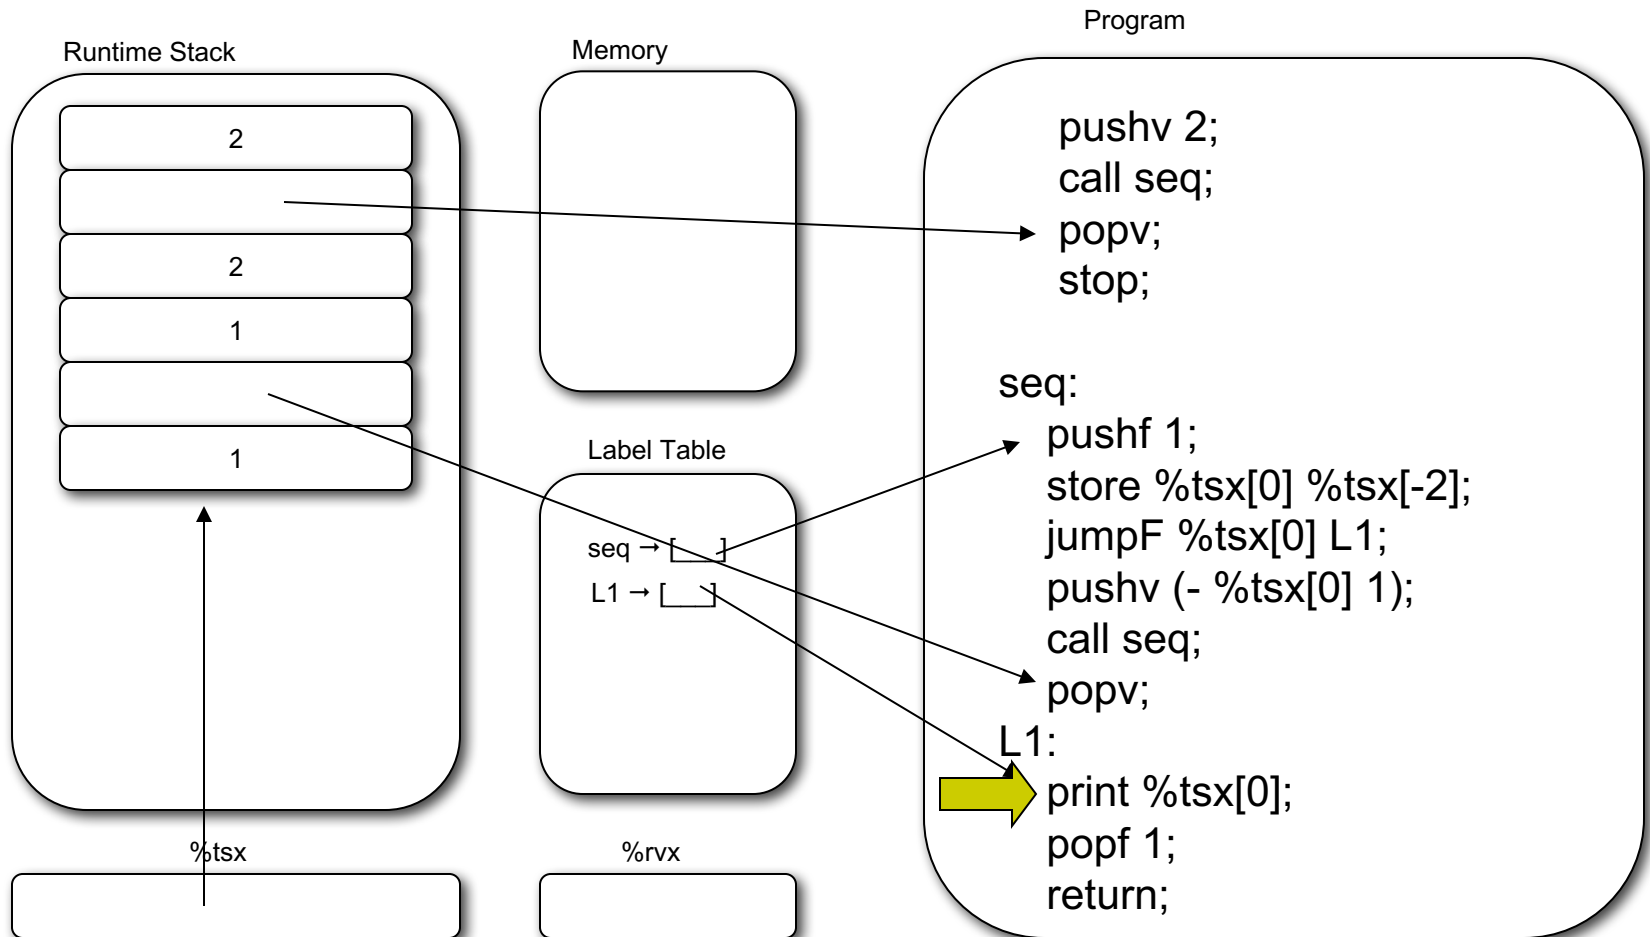 Program
Runtime Stack
Memory
2
2
1
1
Label Table
seq → [___]
L1 → [___]
%tsx
%rvx
pushv 2;
call seq;
popv;
stop;
seq:
pushf 1;
store %tsx[0] %tsx[-2];
jumpF %tsx[0] L1;
pushv (- %tsx[0] 1);
call seq;
popv;
L1:
print %tsx[0];
popf 1;
return;